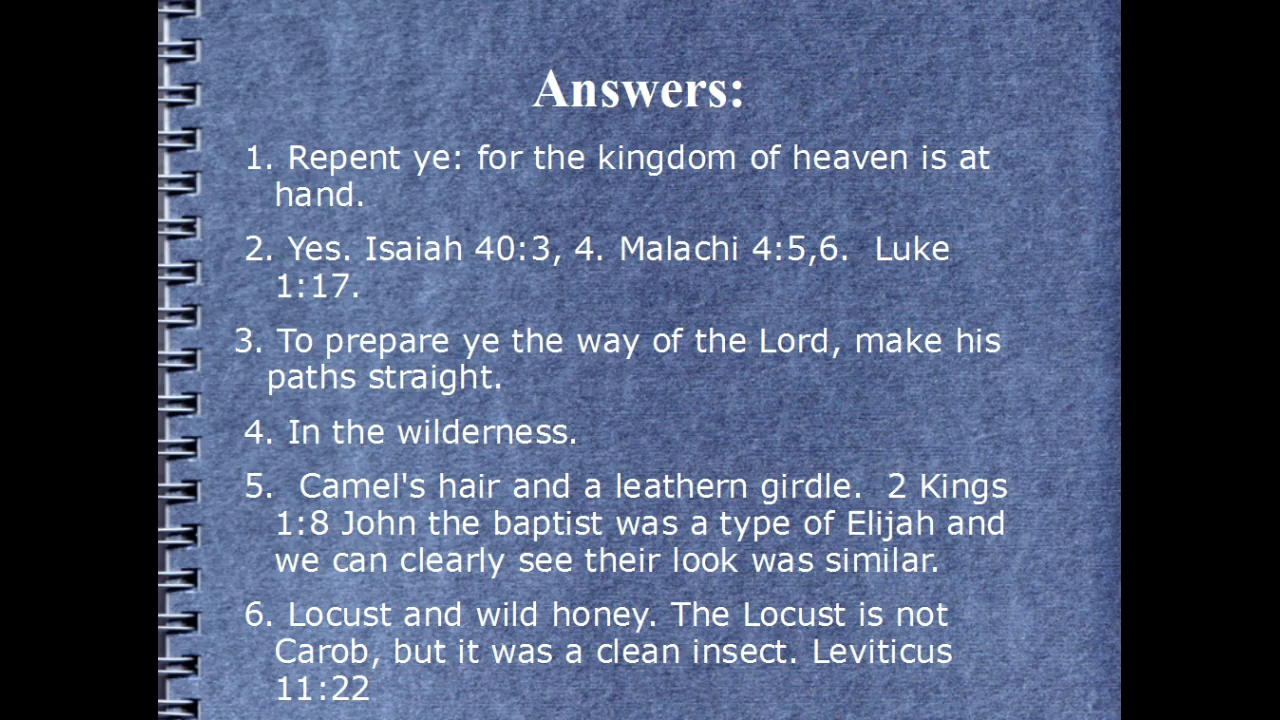 Answers:
1. Repent ye: for the kingdom of heaven is at
hand.
2. Yes. Isaiah 40:3, 4. Malachi 4:5,6.  Luke
1:17.
3. To prepare ye the way of the Lord, make his
paths straight.
4. In the wilderness.
5.  Camel's hair and a leathern girdle.  2 Kings
1:8 John the baptist was a type of Elijah and
we can clearly see their look was similar.
6. Locust and wild honey. The Locust is not
Carob, but it was a clean insect. Leviticus
11:22